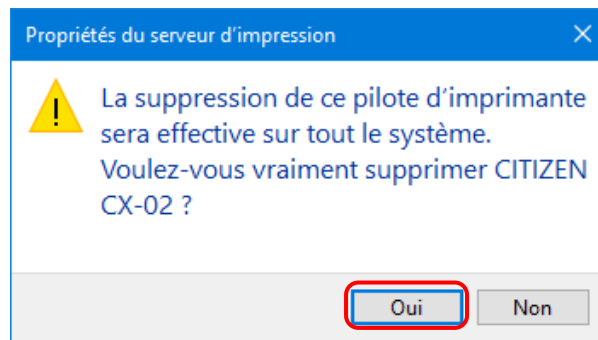 Propriétés du serveur d'impression
La suppression de ce pilote d'imprimante
sera effective sur tout le système.
Voulez-vous vraiment supprimer CITIZEN
CX-02 ?
Oui
Non